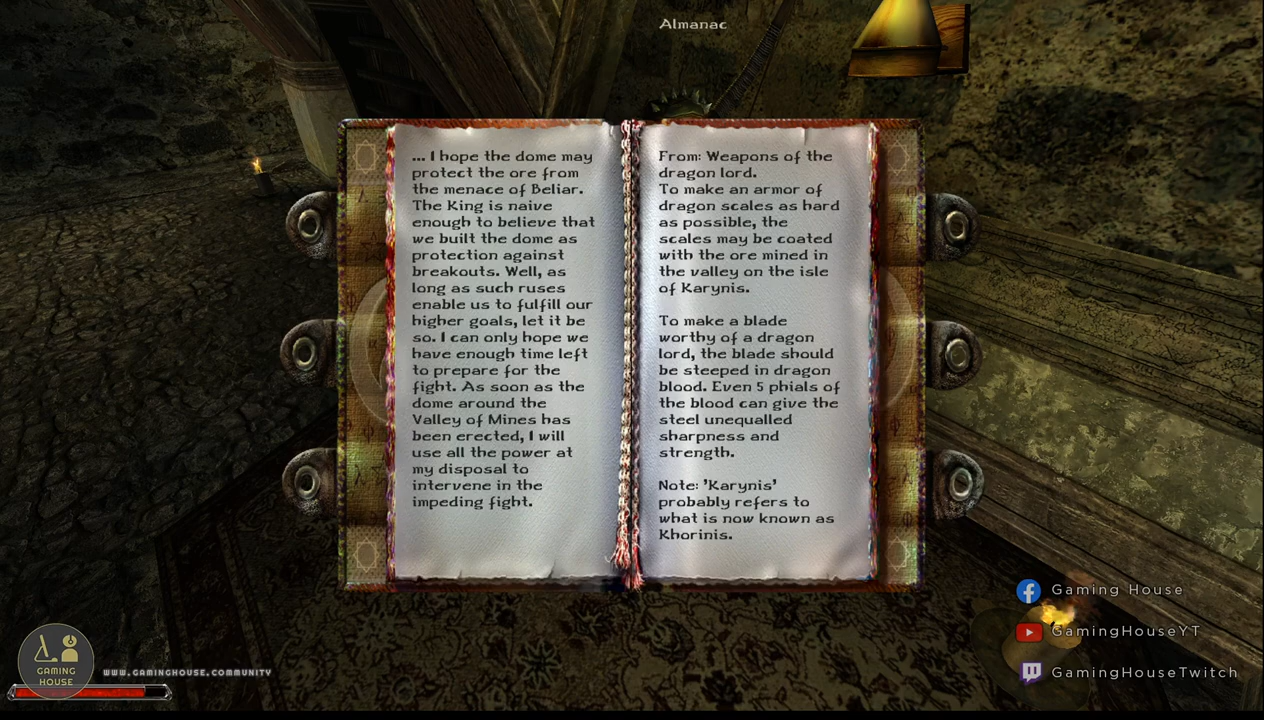 Almanac
... I hope the dome may
protect the ore from
the menace of Beliar.
The King is naive
enough to believe that
we built the dome as
protection against
breakouts. Well, as
long as such ruses
enable us to fulfill our
higher goals, let it be
so. I can only hope we
have enough time left
to prepare for the
fight. As soon as the
dome around the
Valley of Mines has
been erected, I will
use all the power at
my disposal to
intervene in the
impeding fight.
From: Weapons of the
dragon lord.
To make an armor of
dragon scales as hard
as possible, the
scales may be coated
with the ore mined in
the valley on the isle
of Karynis.
To make a blade
worthy of a dragon
lord, the blade should
be steeped in dragon
blood. Even 5 phials of
the blood can give the
steel unequalled
sharpness and
strength.
Note: 'Karynis'
probably refers to
what is now known as
Khorinis.
Gaming House
GamingHouseYT
GamingHouseTwitch
GAMING
HOUSE
WWW.GAMINGHOUSE.COMMUNITY